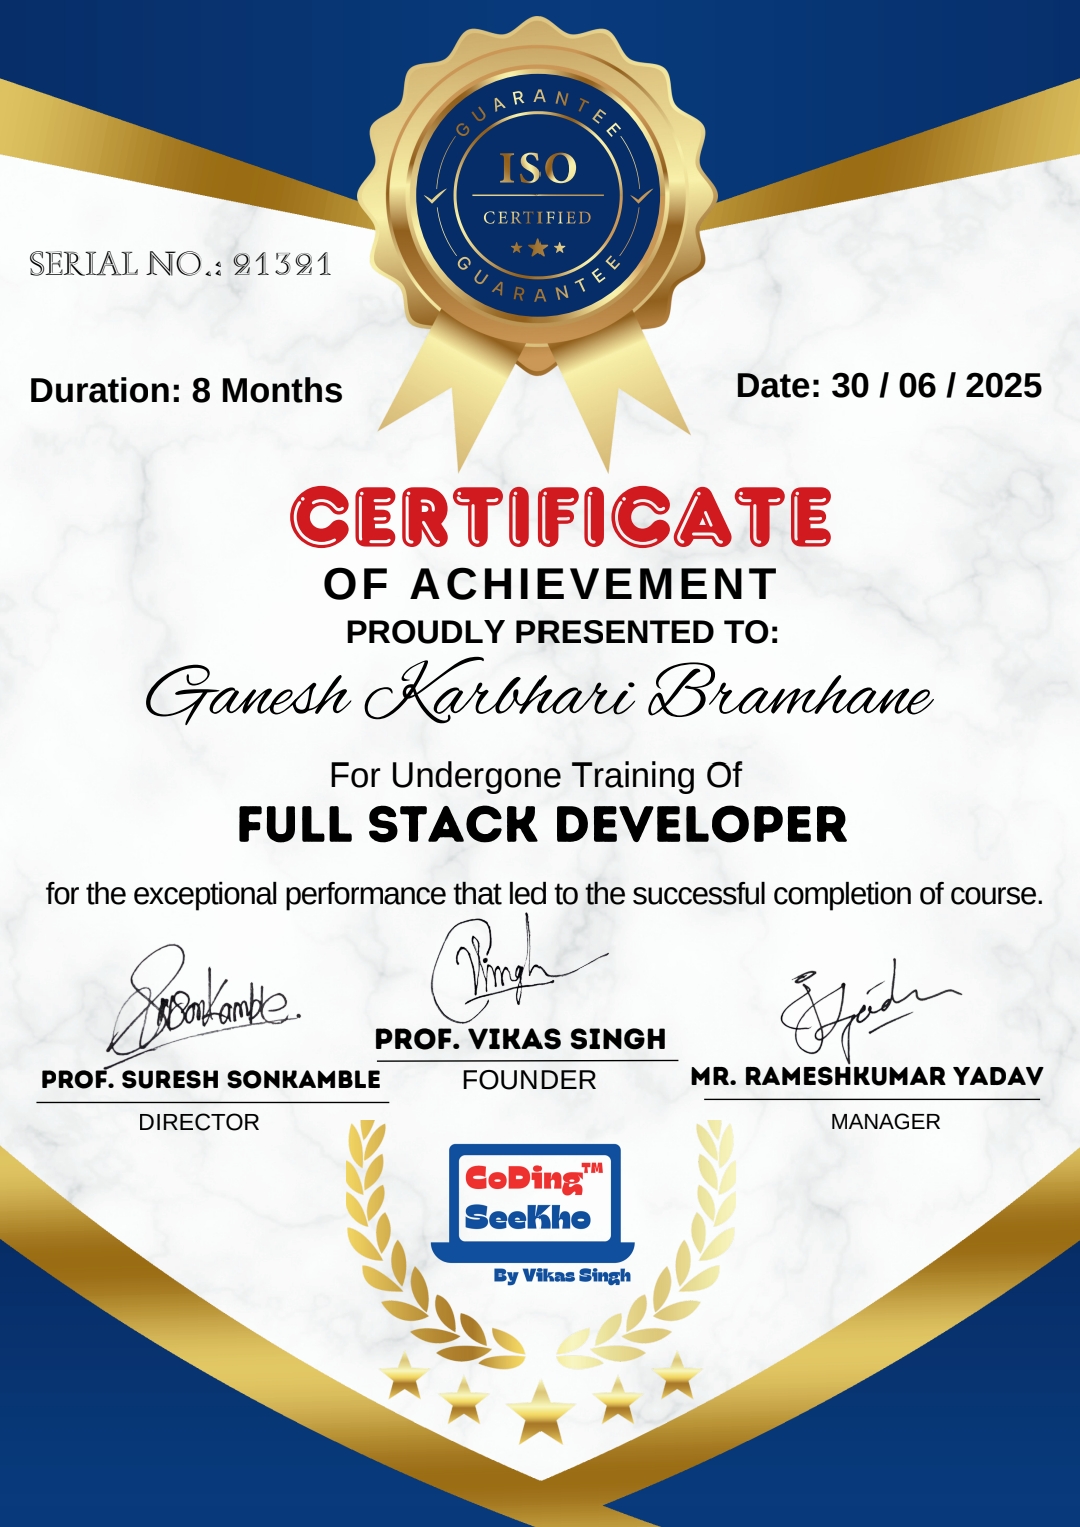 GUARANTEE
ISO
CERTIFIED
GUARANTEE
SERIAL NO.: 21321
Duration: 8 Months
Date: 30 / 06 / 2025
CERTIFICATE
OF ACHIEVEMENT
PROUDLY PRESENTED TO:
Ganesh Karbhari Bramhane
For Undergone Training Of
FULL STACK DEVELOPER
for the exceptional performance that led to the successful completion of course.
PROF. SURESH SONKAMBLE
DIRECTOR
PROF. VIKAS SINGH
FOUNDER
MR. RAMESHKUMAR YADAV
MANAGER
CoDing™
SeeKho
By Vikas Singh